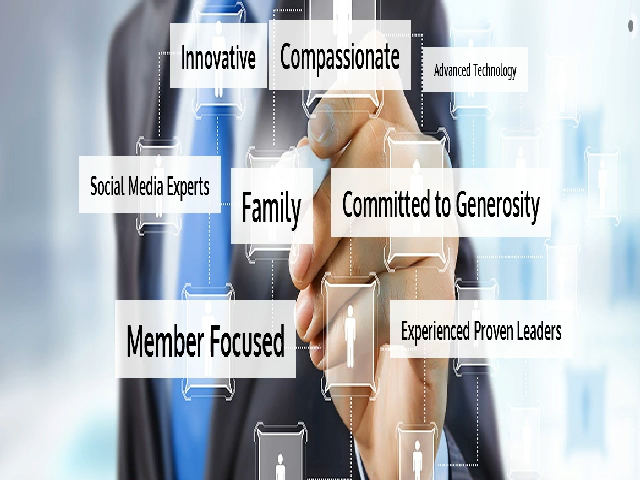 Innovative
Compassionate
Advanced Technology
Social Media Experts
Family
Committed to Generosity
Member Focused
Experienced Proven Leaders